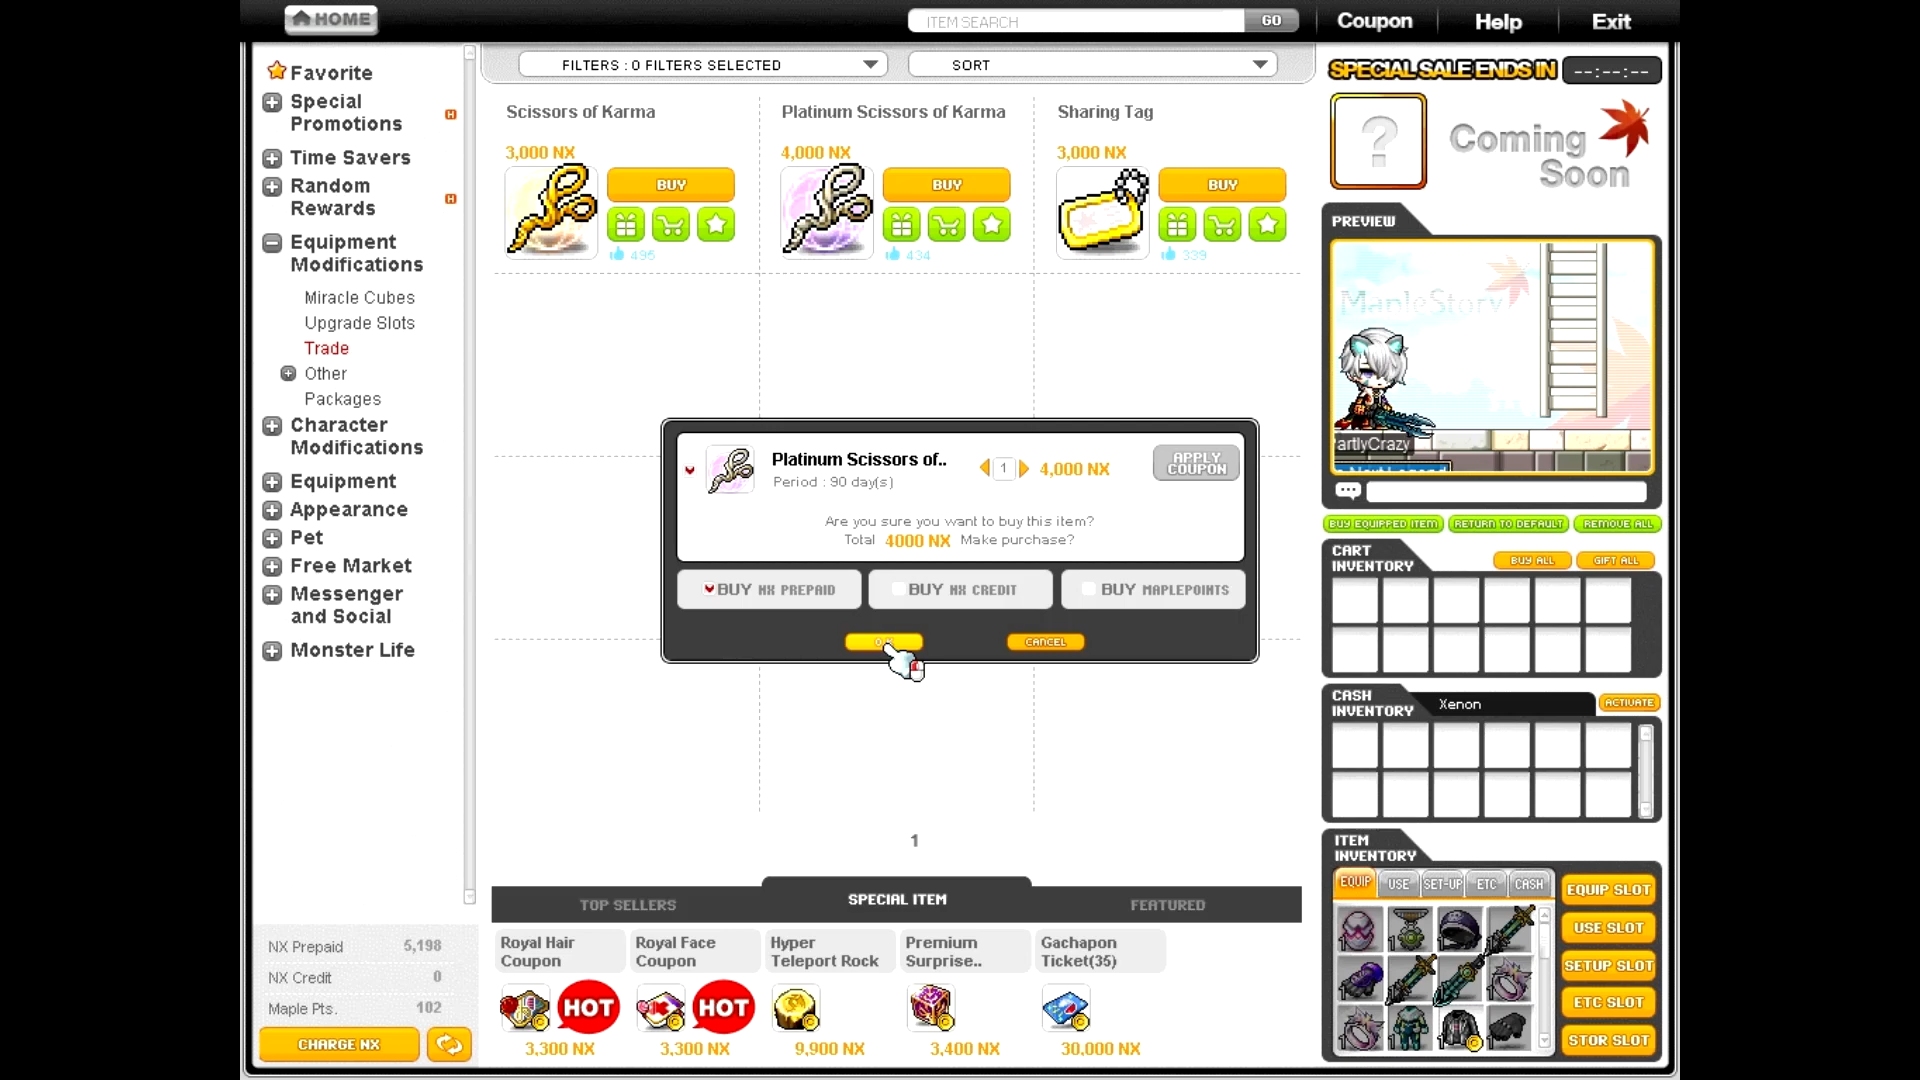 HOME
ITEM SEARCH
GO
Coupon
Help
Exit
Favorite
Special
Promotions
H
Time Savers
Random
Rewards
H
Equipment
Modifications
Miracle Cubes
Upgrade Slots
Trade
Other
Packages
Character
Modifications
Equipment
Appearance
Pet
Free Market
Messenger
and Social
Monster Life
NX Prepaid 5,198
NX Credit 0
Maple Pts. 102
CHARGE NX
FILTERS : 0 FILTERS SELECTED
SORT
Scissors of Karma
3,000 NX
BUY
495
Platinum Scissors of Karma
4,000 NX
BUY
434
Sharing Tag
3,000 NX
BUY
339
Platinum Scissors of..
Period : 90 day(s)
1
4,000 NX
APPLY
COUPON
Are you sure you want to buy this item?
Total 4000 NX Make purchase?
BUY NX PREPAID
BUY NX CREDIT
BUY MAPLEPOINTS
CANCEL
1
TOP SELLERS
SPECIAL ITEM
FEATURED
Royal Hair
Coupon
HOT
3,300 NX
Royal Face
Coupon
HOT
3,300 NX
Hyper
Teleport Rock
9,900 NX
Premium
Surprise..
3,400 NX
Gachapon
Ticket(35)
30,000 NX
SPECIAL SALE ENDS IN --:--:--
?
Coming
Soon
PREVIEW
MapleStory
artlyCrazy
BUY EQUIPPED ITEM
RETURN TO DEFAULT
REMOVE ALL
CART
INVENTORY
BUY ALL
GIFT ALL
CASH
INVENTORY
Xenon
ACTIVATE
ITEM
INVENTORY
EQUIP
USE
SET-UP
ETC
CASH
EQUIP SLOT
USE SLOT
SETUP SLOT
ETC SLOT
STOR SLOT